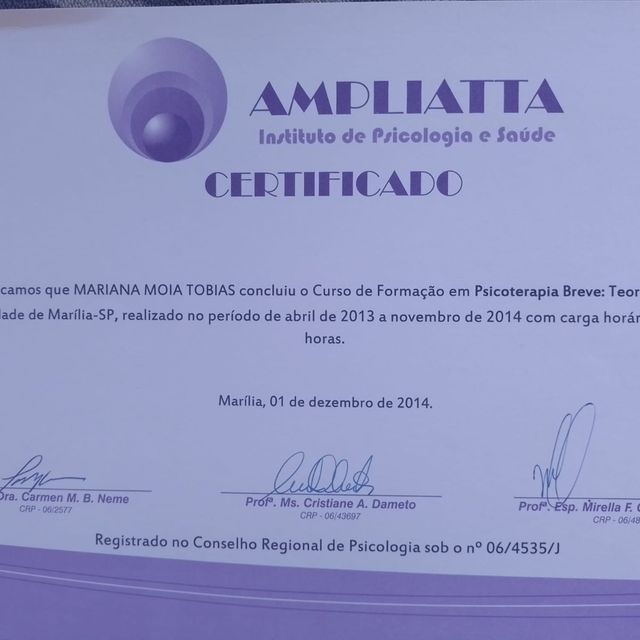 AMPLIATTA
Instituto de Psicologia e Saúde
CERTIFICADO
camos que MARIANA MOIA TOBIAS concluiu o Curso de Formação em Psicoterapia Breve: Teor
dade de Marília-SP, realizado no período de abril de 2013 a novembro de 2014 com carga horár
horas.
Marília, 01 de dezembro de 2014.
Dra. Carmen M. B. Neme
CRP - 06/2577
Profª. Ms. Cristiane A. Dameto
CRP - 06/43697
Profª. Esp. Mirella F.
CRP - 06/48
Registrado no Conselho Regional de Psicologia sob o nº 06/4535/J